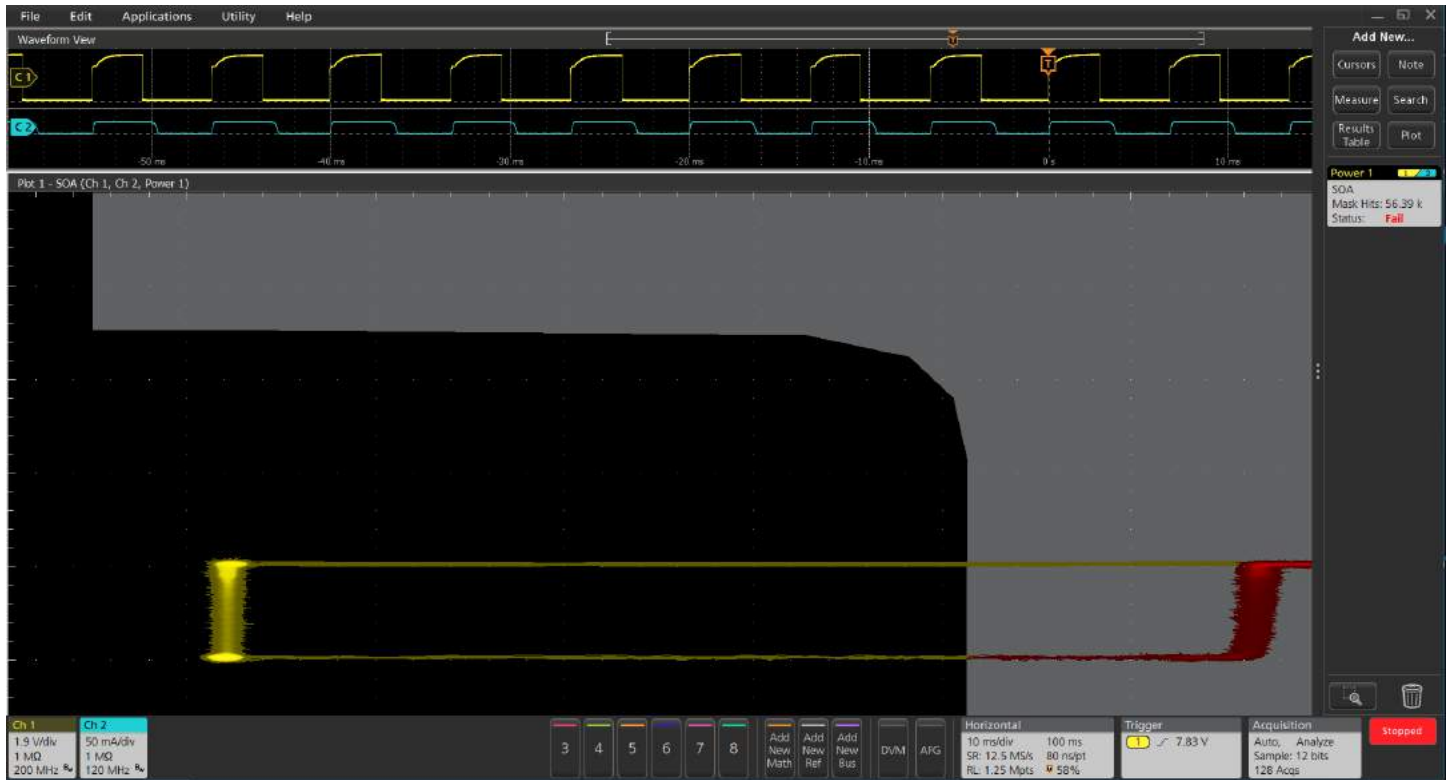 File Edit Applications Utility Help
Waveform View
Add New...
Cursors Note
Measure Search
Results Table Plot
C 1
T
T
C 2
-50 ms -40 ms -30 ms -20 ms -10 ms 0 s 10 ms
Plot 1 - SOA (Ch 1, Ch 2, Power 1)
Power 1 1 2
SOA
Mask Hits: 56.39 k
Status: Fail
Ch 1
1.9 V/div
1 MΩ
200 MHz
Ch 2
50 mA/div
1 MΩ
120 MHz
3 4 5 6 7 8
Add New Math
Add New Ref
Add New Bus
DVM
AFG
Horizontal
10 ms/div 100 ms
SR: 12.5 MS/s 80 ns/pt
RL: 1.25 Mpts 58%
Trigger
1 7.83 V
Acquisition
Auto, Analyze
Sample: 12 bits
128 Acqs
Stopped